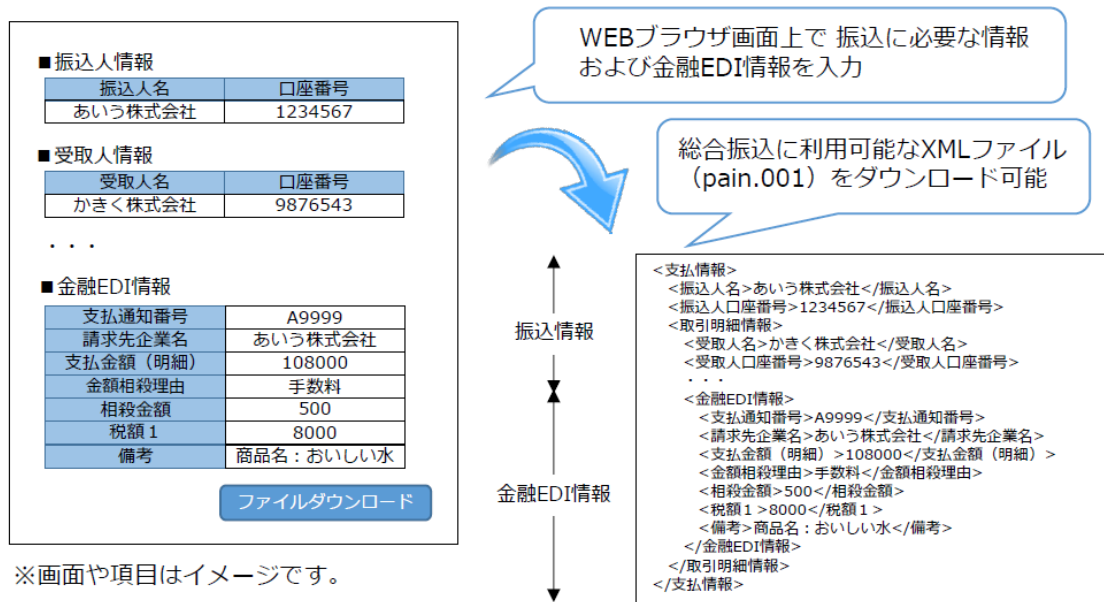 WEBブラウザ画面上で 振込に必要な情報
および金融EDI情報を入力
■振込人情報
振込人名 口座番号
あいう株式会社 1234567
■受取人情報
受取人名 口座番号
かきく株式会社 9876543
・・・
■金融EDI情報
支払通知番号 A9999
請求先企業名 あいう株式会社
支払金額（明細） 108000
金額相殺理由 手数料
相殺金額 500
税額１ 8000
備考 商品名：おいしい水
ファイルダウンロード
※画面や項目はイメージです。
総合振込に利用可能なXMLファイル
（pain.001）をダウンロード可能
振込情報
金融EDI情報
<支払情報>
<振込人名>あいう株式会社</振込人名>
<振込人口座番号>1234567</振込人口座番号>
<取引明細情報>
<受取人名>かきく株式会社</受取人名>
<受取人口座番号>9876543</受取人口座番号>
・・・
<金融EDI情報>
<支払通知番号>A9999</支払通知番号>
<請求先企業名>あいう株式会社</請求先企業名>
<支払金額（明細）>108000</支払金額（明細）>
<金額相殺理由>手数料</金額相殺理由>
<相殺金額>500</相殺金額>
<税額１>8000</税額１>
<備考>商品名：おいしい水</備考>
</金融EDI情報>
</取引明細情報>
</支払情報>